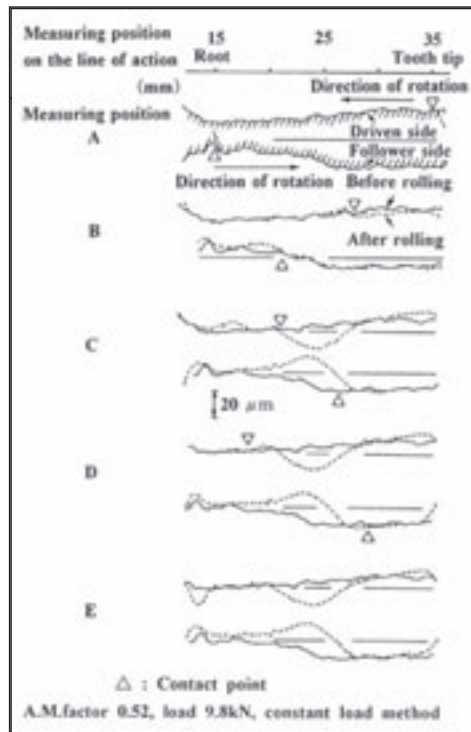 Measuring position 15 25 35
on the line of action Root Tooth tip
(mm) Direction of rotation
Measuring position
A Driven side
Follower side
Direction of rotation Before rolling
B After rolling
C
20 μm
D
E
△ : Contact point
A.M.factor 0.52, load 9.8kN, constant load method